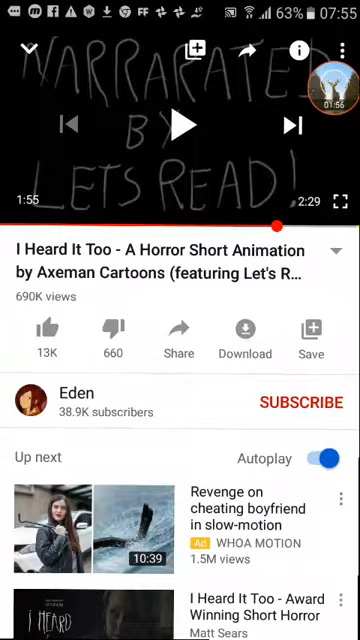 FF
63%
07:55
NARRARATED
BY
LETS READ!
01:56
1:55
2:29
I Heard It Too - A Horror Short Animation
by Axeman Cartoons (featuring Let's R...
690K views
13K
660
Share
Download
Save
Eden
38.9K subscribers
SUBSCRIBE
Up next
Autoplay
10:39
Revenge on
cheating boyfriend
in slow-motion
Ad WHOA MOTION
1.5M views
I HEARD
I Heard It Too - Award
Winning Short Horror
Matt Sears